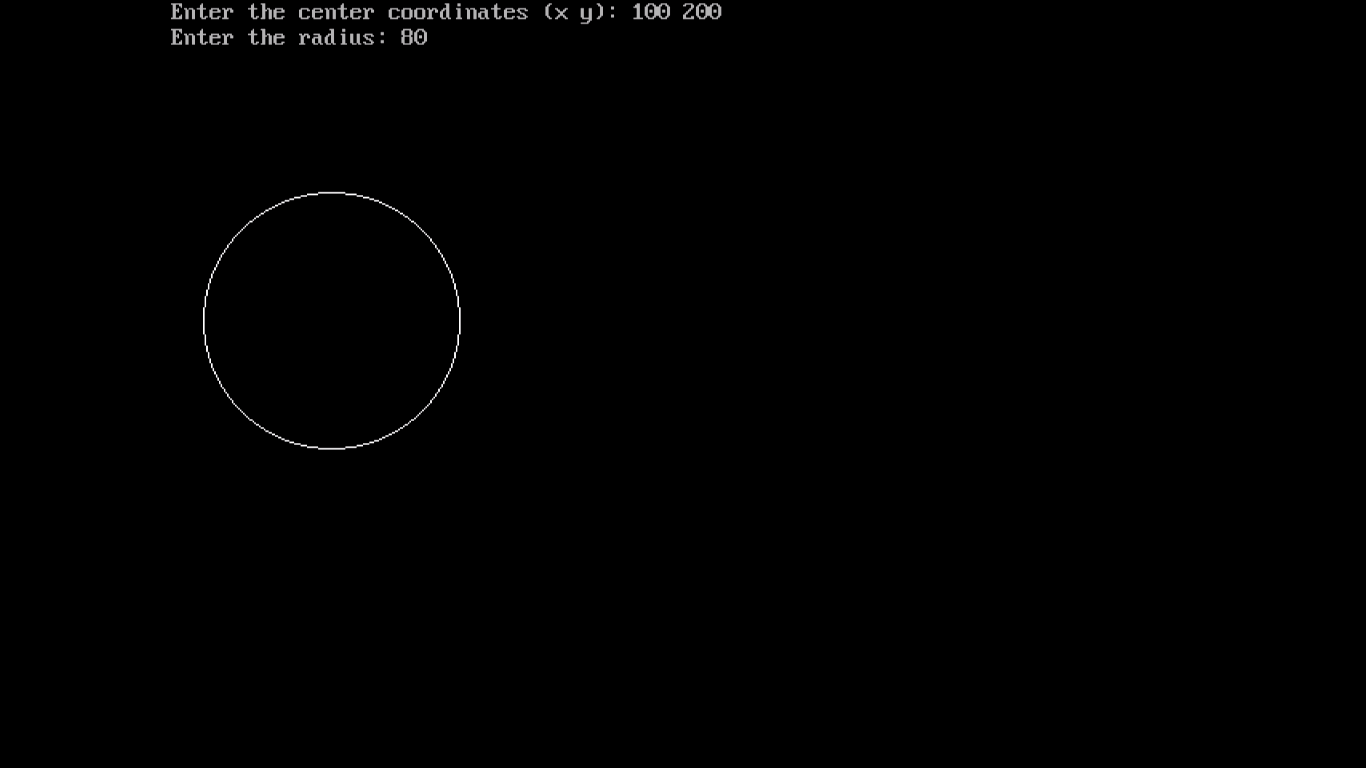 Enter the center coordinates (x y): 100 200
Enter the radius: 80